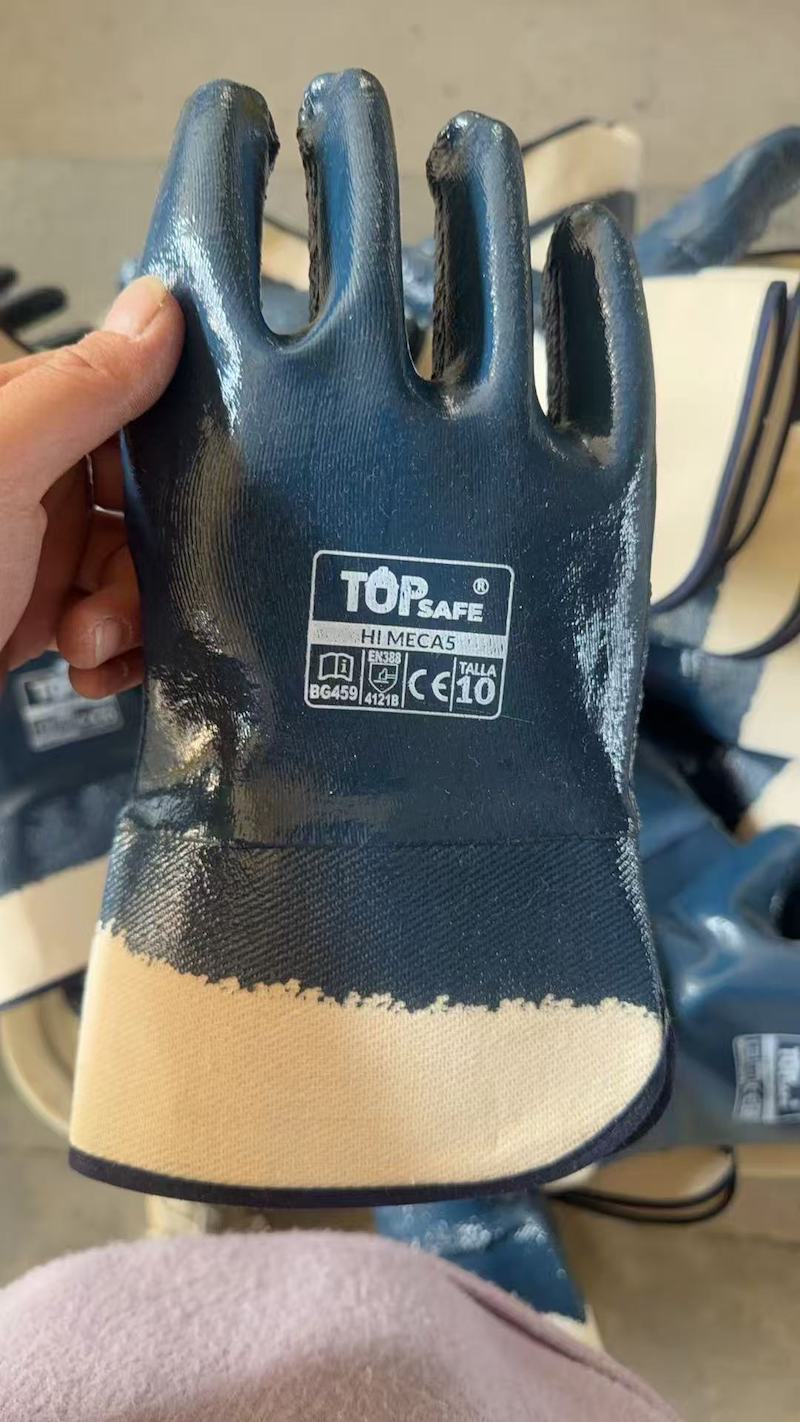 TOPSAFE ®
HI MECA5
BG459
EN388
4121B
CE
TALLA
10